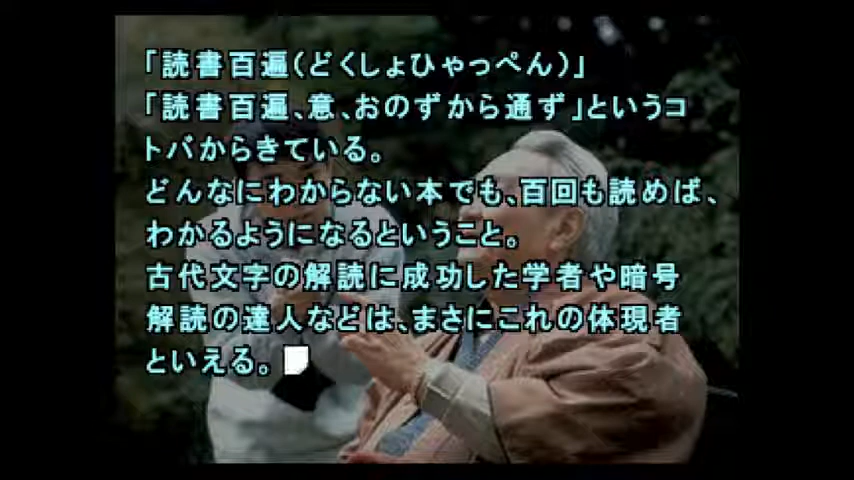 「読書百遍(どくしょひゃっぺん)」
「読書百遍、意、おのずから通ず」というコ
トバからきている。
どんなにわからない本でも、百回も読めば、
わかるようになるということ。
古代文字の解読に成功した学者や暗号
解読の達人などは、まさにこれの体現者
といえる。